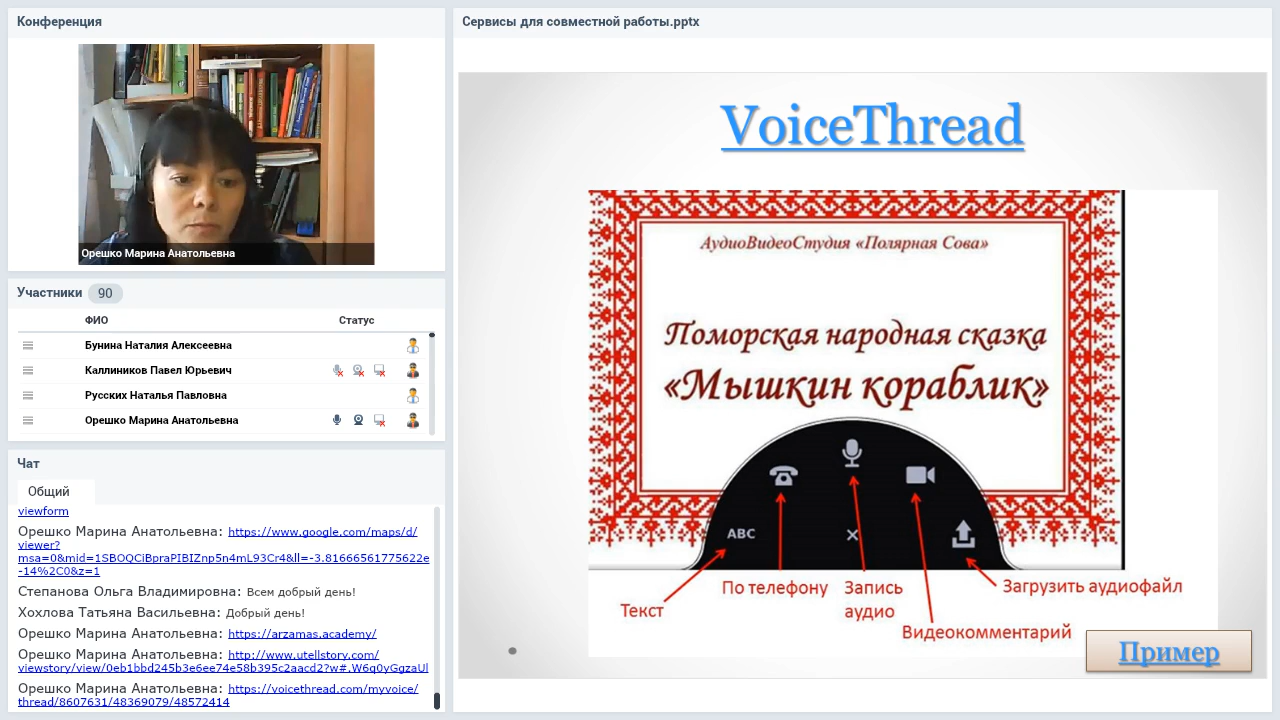 Конференция
Орешко Марина Анатольевна
Участники 90
ФИО Статус
Бунина Наталия Алексеевна
Каллиников Павел Юрьевич
Русских Наталья Павловна
Орешко Марина Анатольевна
Чат
Общий
viewform
Орешко Марина Анатольевна: https://www.google.com/maps/d/
viewer?
msa=0&mid=1SBOQCiBpraPIBIZnp5n4mL93Cr4&ll=-3.81666561775622e
-14%2C0&z=1
Степанова Ольга Владимировна: Всем добрый день!
Хохлова Татьяна Васильевна: Добрый день!
Орешко Марина Анатольевна: https://arzamas.academy/
Орешко Марина Анатольевна: http://www.utellstory.com/
viewstory/view/0eb1bbd245b3e6ee74e58b395c2aacd2?w#.W6q0yGgzaUl
Орешко Марина Анатольевна: https://voicethread.com/myvoice/
thread/8607631/48369079/48572414
Сервисы для совместной работы.pptx
VoiceThread
АудиоВидеоСтудия «Полярная Сова»
Поморская народная сказка
«Мышкин кораблик»
ABC
Текст
По телефону
Запись
аудио
Видеокомментарий
Загрузить аудиофайл
Пример